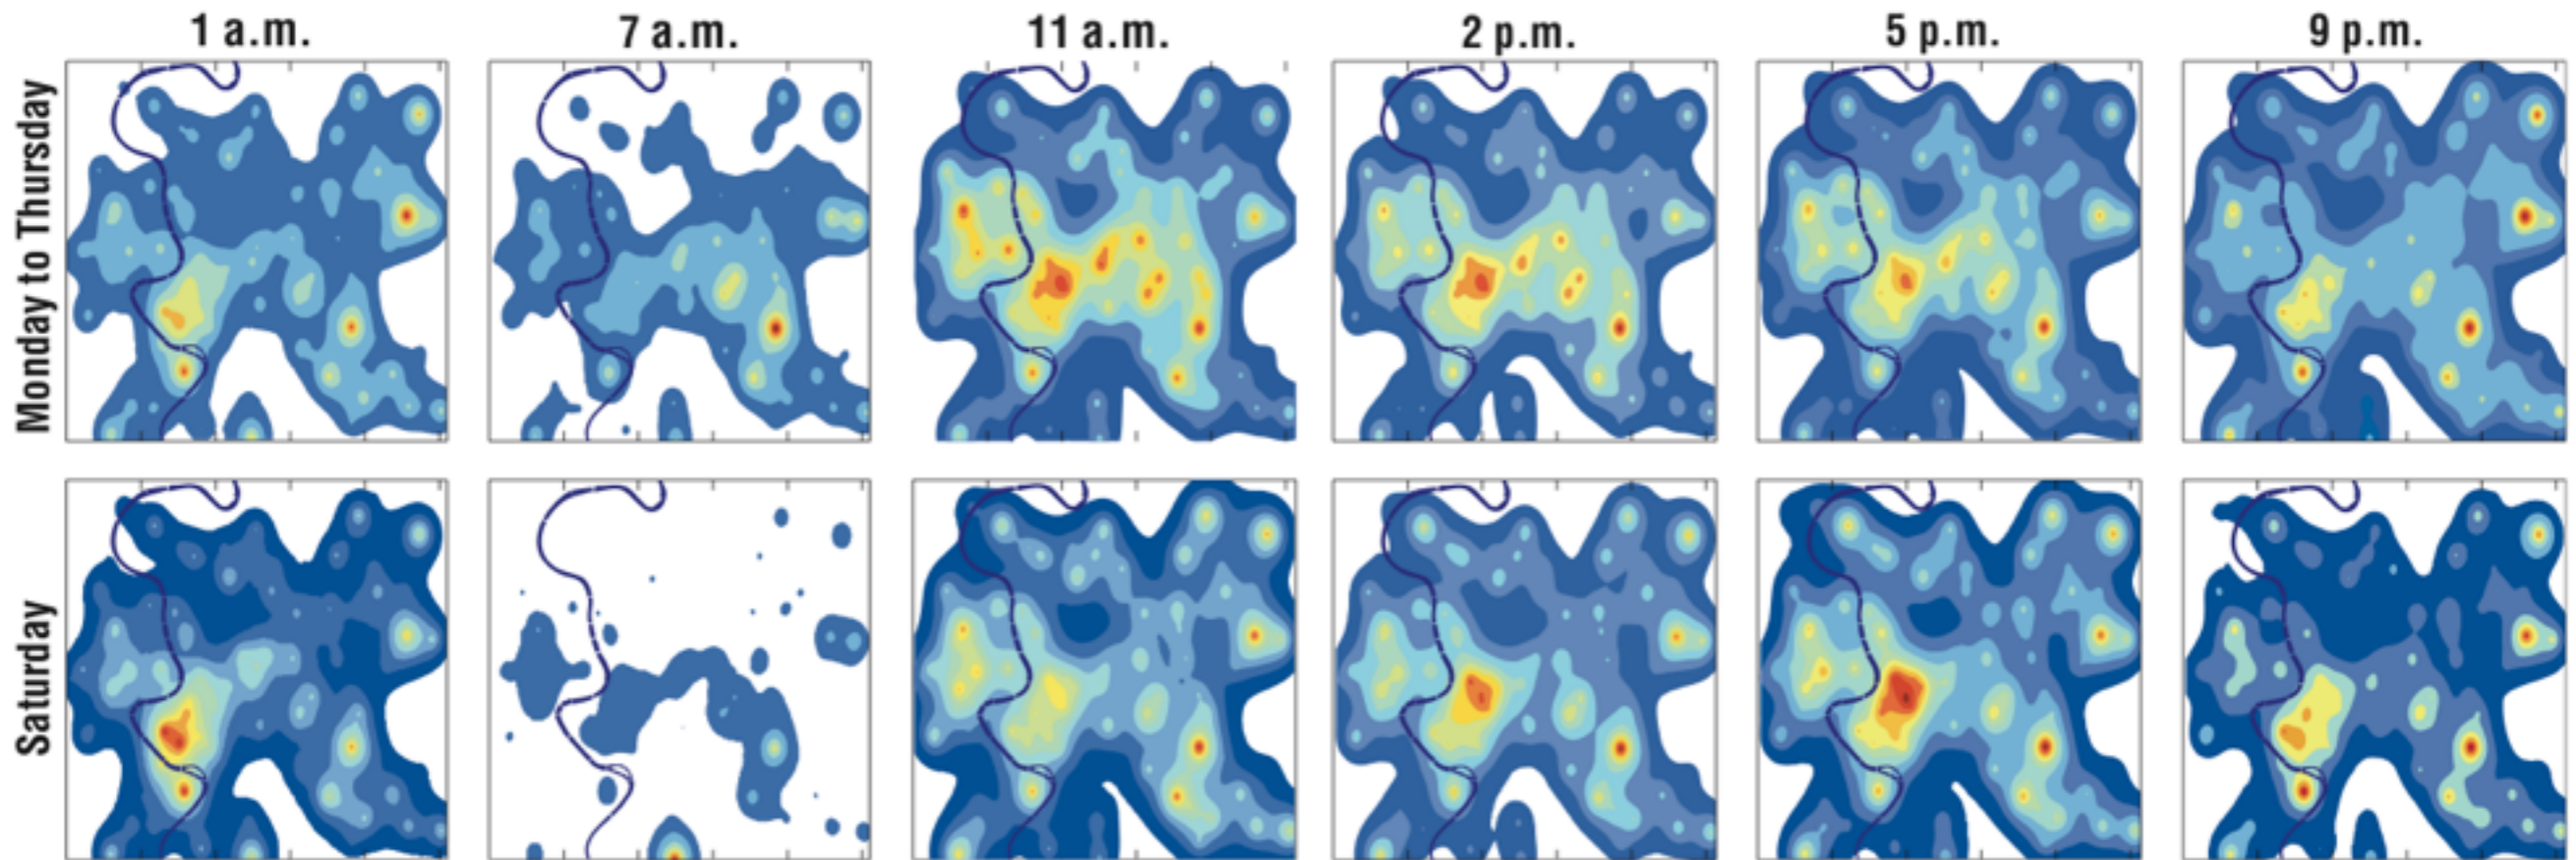 1 a.m. 7 a.m. 11 a.m. 2 p.m. 5 p.m. 9 p.m.
Monday to Thursday
Saturday